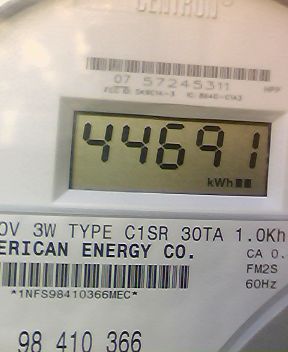 CENTRON®
07 57245311
44691
kWh
0V 3W TYPE C1SR 30TA 1.0Kh
ERICAN ENERGY CO.
CA 0.
FM2S
60Hz
*1NFS98410366MEC*
98 410 366